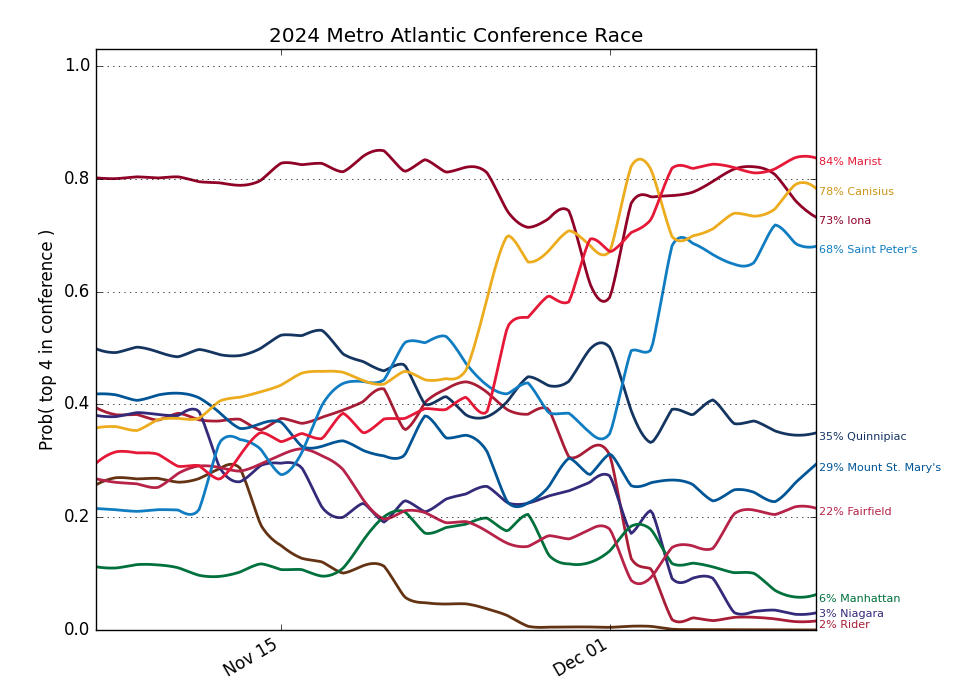 2024 Metro Atlantic Conference Race
Prob( top 4 in conference )
1.0
0.8
0.6
0.4
0.2
0.0
Nov 15
Dec 01
84% Marist
78% Canisius
73% Iona
68% Saint Peter's
35% Quinnipiac
29% Mount St. Mary's
22% Fairfield
6% Manhattan
3% Niagara
2% Rider